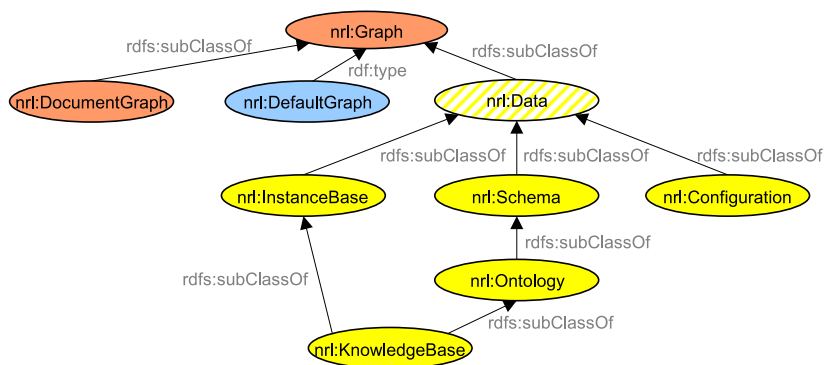 nrl:Graph
rdfs:subClassOf
rdfs:subClassOf
rdf:type
nrl:DocumentGraph
nrl:DefaultGraph
nrl:Data
rdfs:subClassOf
rdfs:subClassOf
rdfs:subClassOf
nrl:InstanceBase
nrl:Schema
nrl:Configuration
rdfs:subClassOf
rdfs:subClassOf
nrl:Ontology
rdfs:subClassOf
nrl:KnowledgeBase